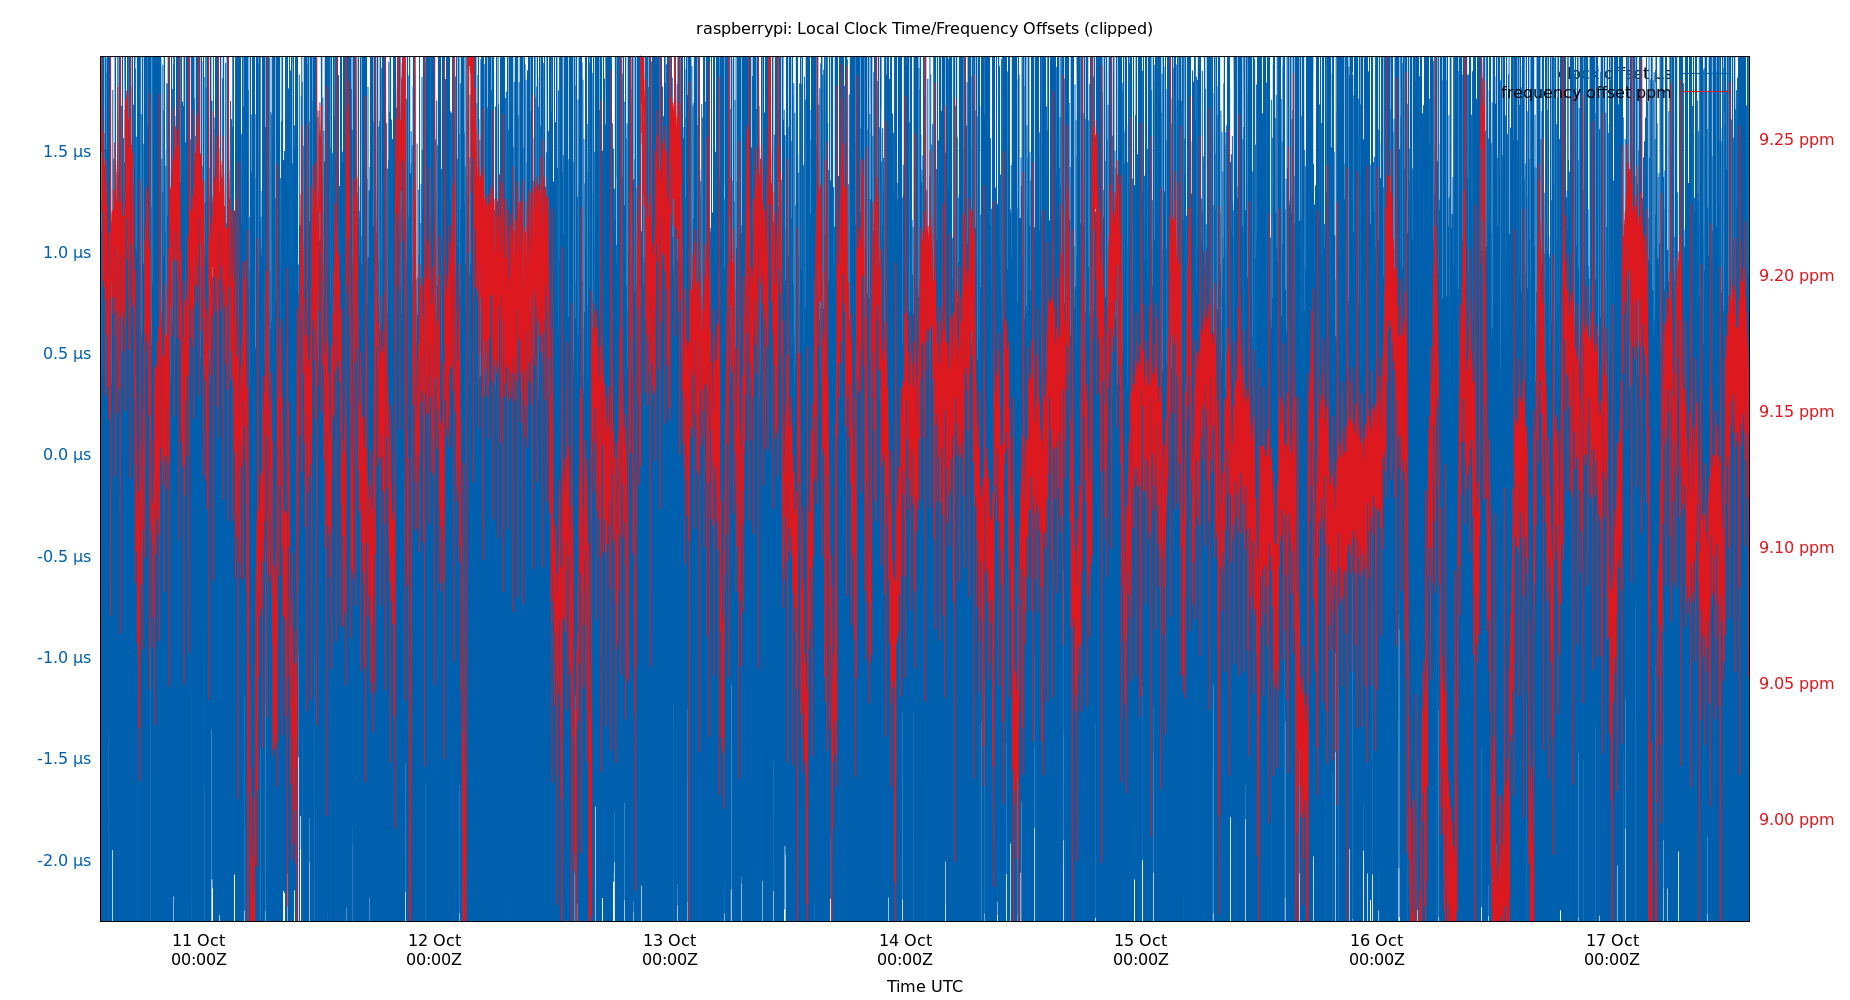 raspberrypi: Local Clock Time/Frequency Offsets (clipped)
clock offset µs
frequency offset ppm
1.5 µs
1.0 µs
0.5 µs
0.0 µs
-0.5 µs
-1.0 µs
-1.5 µs
-2.0 µs
9.25 ppm
9.20 ppm
9.15 ppm
9.10 ppm
9.05 ppm
9.00 ppm
11 Oct
00:00Z
12 Oct
00:00Z
13 Oct
00:00Z
14 Oct
00:00Z
15 Oct
00:00Z
16 Oct
00:00Z
17 Oct
00:00Z
Time UTC